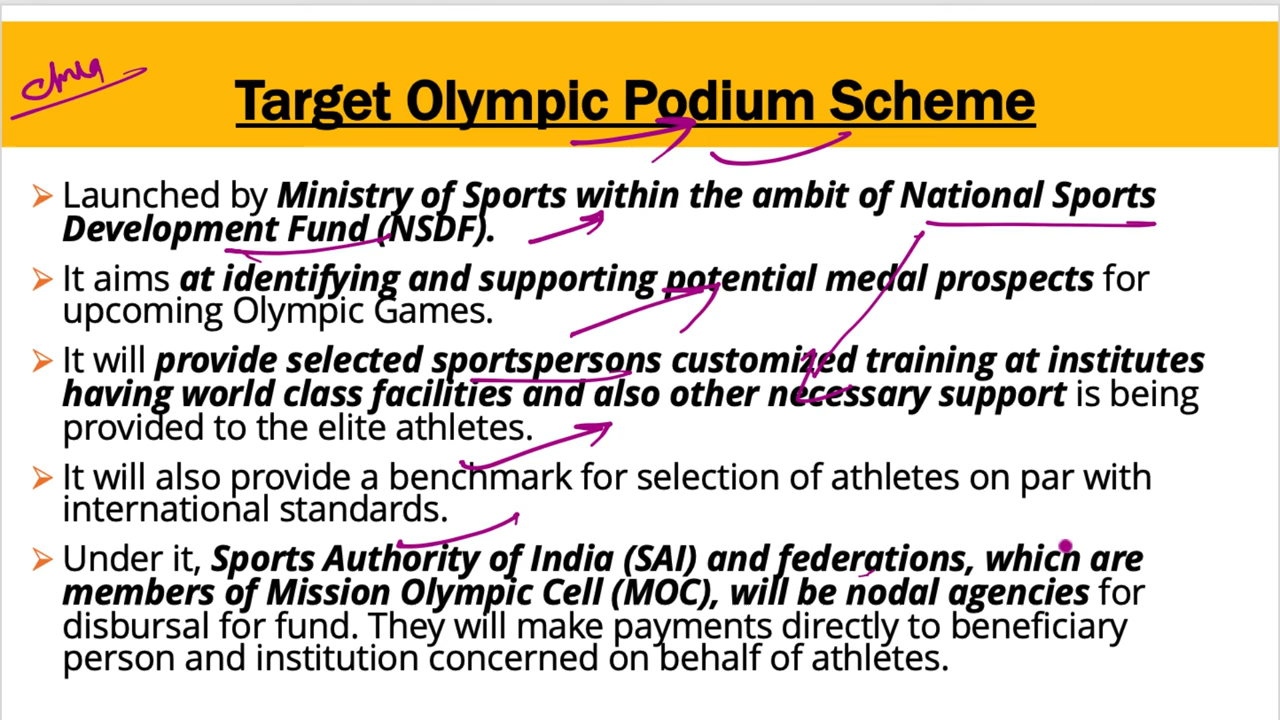 Target Olympic Podium Scheme
➢ Launched by Ministry of Sports within the ambit of National Sports
Development Fund (NSDF).
➢ It aims at identifying and supporting potential medal prospects for
upcoming Olympic Games.
➢ It will provide selected sportspersons customized training at institutes
having world class facilities and also other necessary support is being
provided to the elite athletes.
➢ It will also provide a benchmark for selection of athletes on par with
international standards.
➢ Under it, Sports Authority of India (SAI) and federations, which are
members of Mission Olympic Cell (MOC), will be nodal agencies for
disbursal for fund. They will make payments directly to beneficiary
person and institution concerned on behalf of athletes.